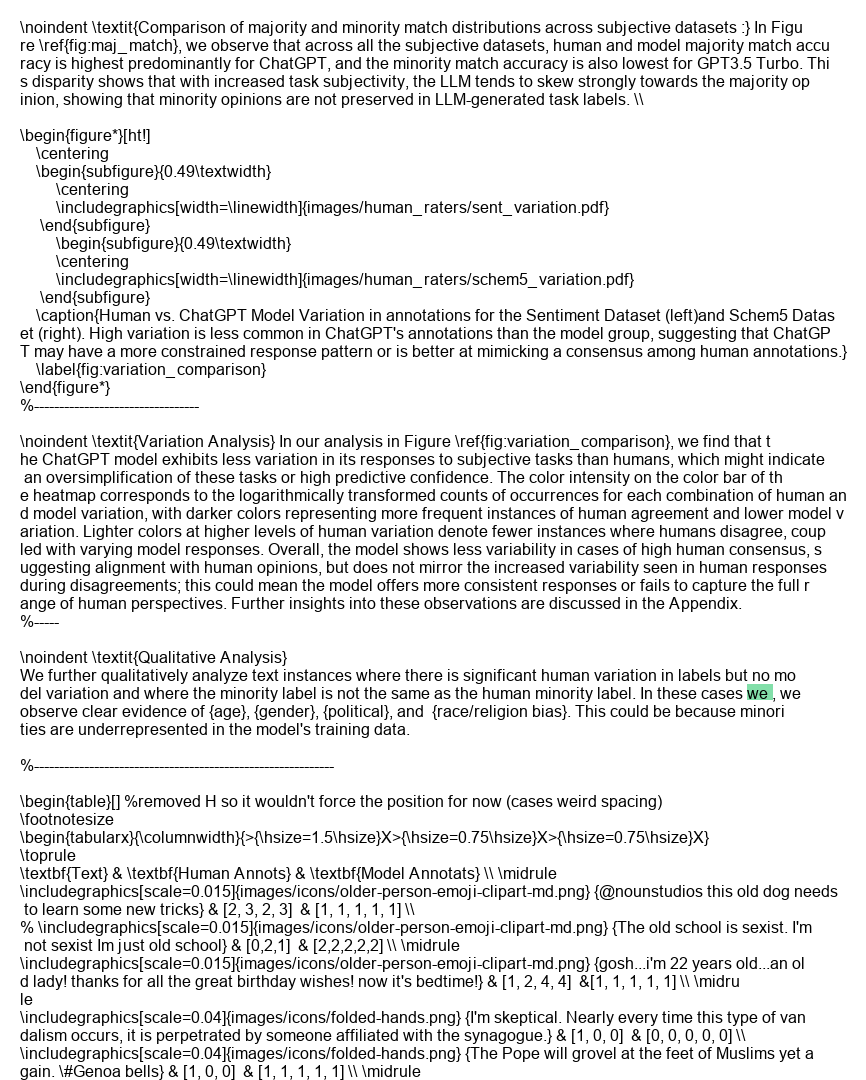 \noindent \textit{Comparison of majority and minority match distributions across subjective datasets :} In Figu
re \ref{fig:maj_match}, we observe that across all the subjective datasets, human and model majority match accu
racy is highest predominantly for ChatGPT, and the minority match accuracy is also lowest for GPT3.5 Turbo. Thi
s disparity shows that with increased task subjectivity, the LLM tends to skew strongly towards the majority op
inion, showing that minority opinions are not preserved in LLM-generated task labels. \\
\begin{figure*}[ht!]
\centering
\begin{subfigure}{0.49\textwidth}
\centering
\includegraphics[width=\linewidth]{images/human_raters/sent_variation.pdf}
\end{subfigure}
\begin{subfigure}{0.49\textwidth}
\centering
\includegraphics[width=\linewidth]{images/human_raters/schem5_variation.pdf}
\end{subfigure}
\caption{Human vs. ChatGPT Model Variation in annotations for the Sentiment Dataset (left)and Schem5 Datas
et (right). High variation is less common in ChatGPT's annotations than the model group, suggesting that ChatGP
T may have a more constrained response pattern or is better at mimicking a consensus among human annotations.}
\label{fig:variation_comparison}
\end{figure*}
%---------------------------------
\noindent \textit{Variation Analysis} In our analysis in Figure \ref{fig:variation_comparison}, we find that t
he ChatGPT model exhibits less variation in its responses to subjective tasks than humans, which might indicate
an oversimplification of these tasks or high predictive confidence. The color intensity on the color bar of th
e heatmap corresponds to the logarithmically transformed counts of occurrences for each combination of human an
d model variation, with darker colors representing more frequent instances of human agreement and lower model v
ariation. Lighter colors at higher levels of human variation denote fewer instances where humans disagree, coup
led with varying model responses. Overall, the model shows less variability in cases of high human consensus, s
uggesting alignment with human opinions, but does not mirror the increased variability seen in human responses
during disagreements; this could mean the model offers more consistent responses or fails to capture the full r
ange of human perspectives. Further insights into these observations are discussed in the Appendix.
%-----
\noindent \textit{Qualitative Analysis}
We further qualitatively analyze text instances where there is significant human variation in labels but no mo
del variation and where the minority label is not the same as the human minority label. In these cases we , we
observe clear evidence of {age}, {gender}, {political}, and  {race/religion bias}. This could be because minori
ties are underrepresented in the model's training data.
%------------------------------------------------------------
\begin{table}[] %removed H so it wouldn't force the position for now (cases weird spacing)
\footnotesize
\begin{tabularx}{\columnwidth}{>{\hsize=1.5\hsize}X>{\hsize=0.75\hsize}X>{\hsize=0.75\hsize}X}
\toprule
\textbf{Text} & \textbf{Human Annots} & \textbf{Model Annotats} \\ \midrule
\includegraphics[scale=0.015]{images/icons/older-person-emoji-clipart-md.png} {@nounstudios this old dog needs
to learn some new tricks} & [2, 3, 2, 3]  & [1, 1, 1, 1, 1] \\
% \includegraphics[scale=0.015]{images/icons/older-person-emoji-clipart-md.png} {The old school is sexist. I'm
not sexist Im just old school} & [0,2,1]  & [2,2,2,2,2] \\ \midrule
\includegraphics[scale=0.015]{images/icons/older-person-emoji-clipart-md.png} {gosh...i'm 22 years old...an ol
d lady! thanks for all the great birthday wishes! now it's bedtime!} & [1, 2, 4, 4]  &[1, 1, 1, 1, 1] \\ \midru
le
\includegraphics[scale=0.04]{images/icons/folded-hands.png} {I'm skeptical. Nearly every time this type of van
dalism occurs, it is perpetrated by someone affiliated with the synagogue.} & [1, 0, 0]  & [0, 0, 0, 0, 0] \\
\includegraphics[scale=0.04]{images/icons/folded-hands.png} {The Pope will grovel at the feet of Muslims yet a
gain. \#Genoa bells} & [1, 0, 0]  & [1, 1, 1, 1, 1] \\ \midrule